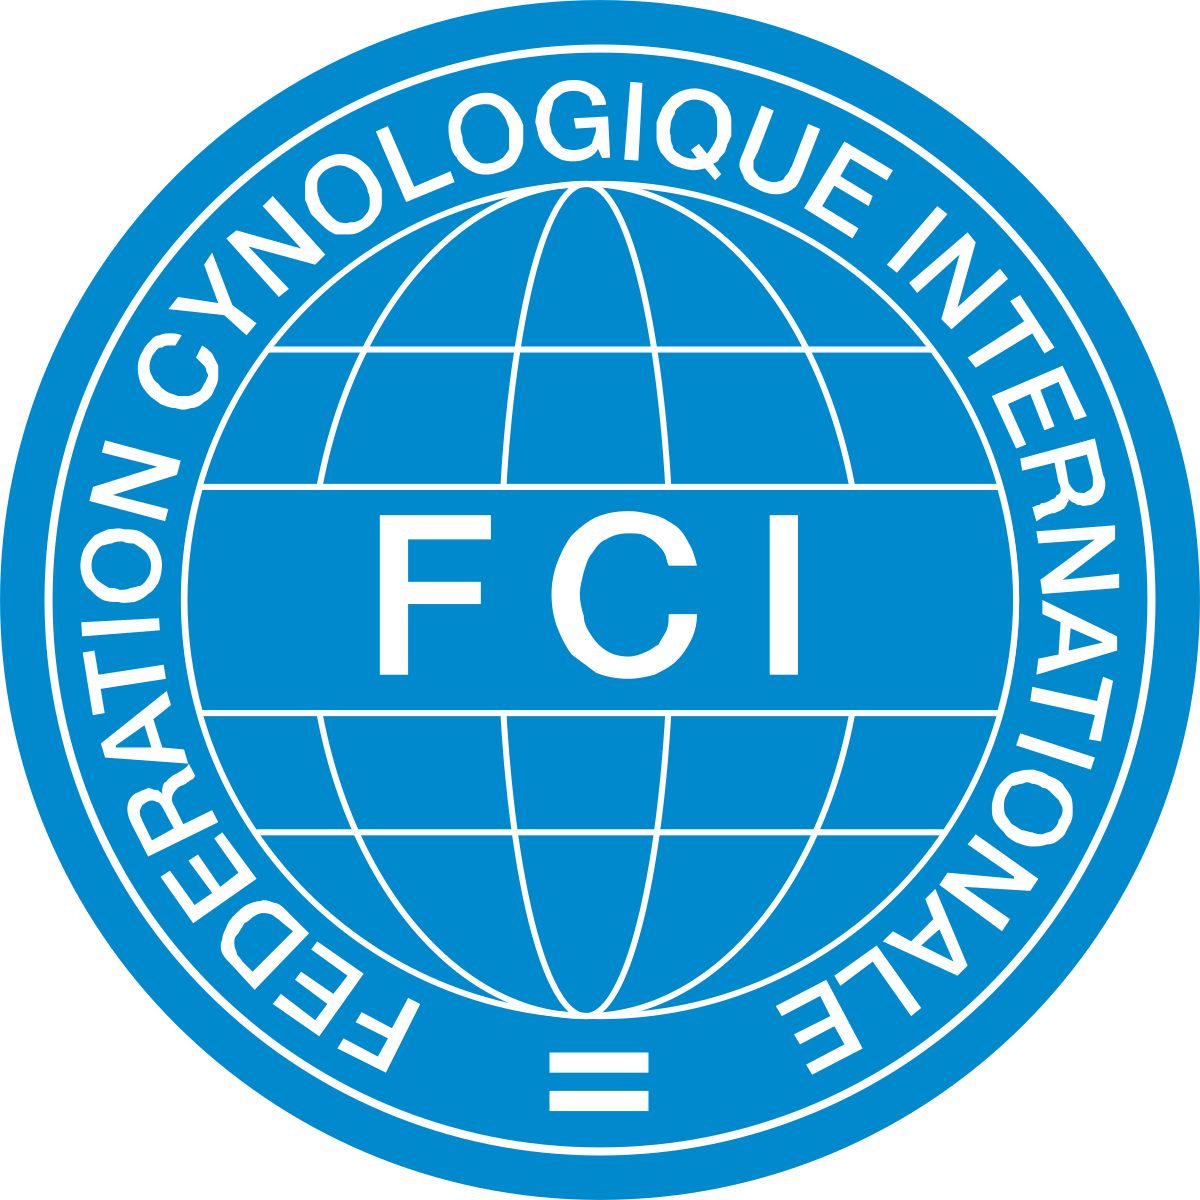 FEDERATION CYNOLOGIQUE INTERNATIONALE
FCI
=